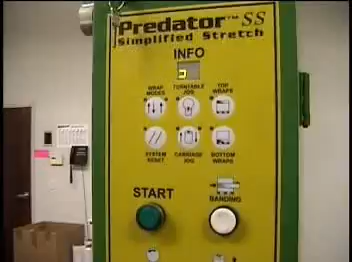 Predator™ SS
Simplified Stretch
INFO
WRAP MODES
TURNTABLE JOG
TOP WRAPS
SYSTEM RESET
CARRIAGE JOG
BOTTOM WRAPS
START
BANDING